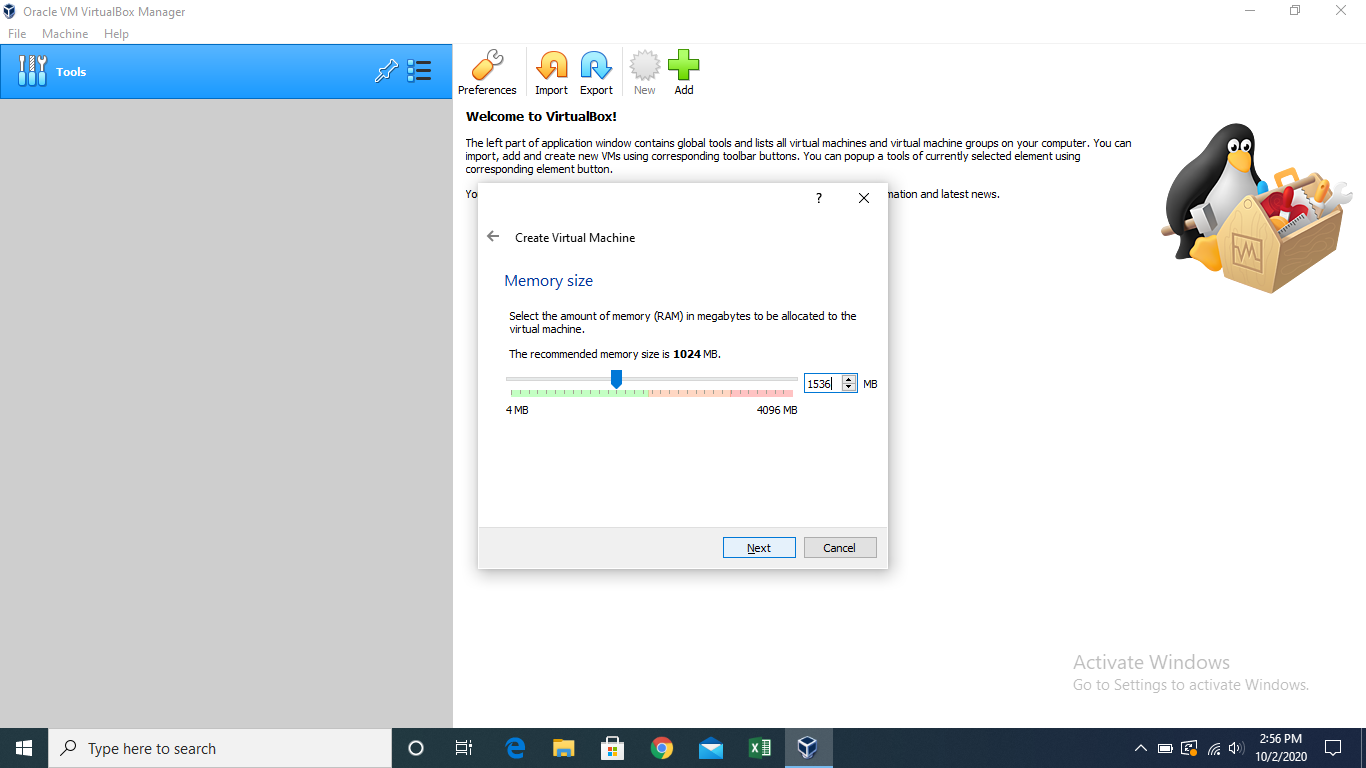 Oracle VM VirtualBox Manager
File Machine Help
Tools
Preferences Import Export New Add
Welcome to VirtualBox!
The left part of application window contains global tools and lists all virtual machines and virtual machine groups on your computer. You can
import, add and create new VMs using corresponding toolbar buttons. You can popup a tools of currently selected element using
corresponding element button.
Yo
mation and latest news.
?
Create Virtual Machine
Memory size
Select the amount of memory (RAM) in megabytes to be allocated to the
virtual machine.
The recommended memory size is 1024 MB.
1536 MB
4 MB 4096 MB
Next Cancel
Activate Windows
Go to Settings to activate Windows.
Type here to search
2:56 PM
10/2/2020